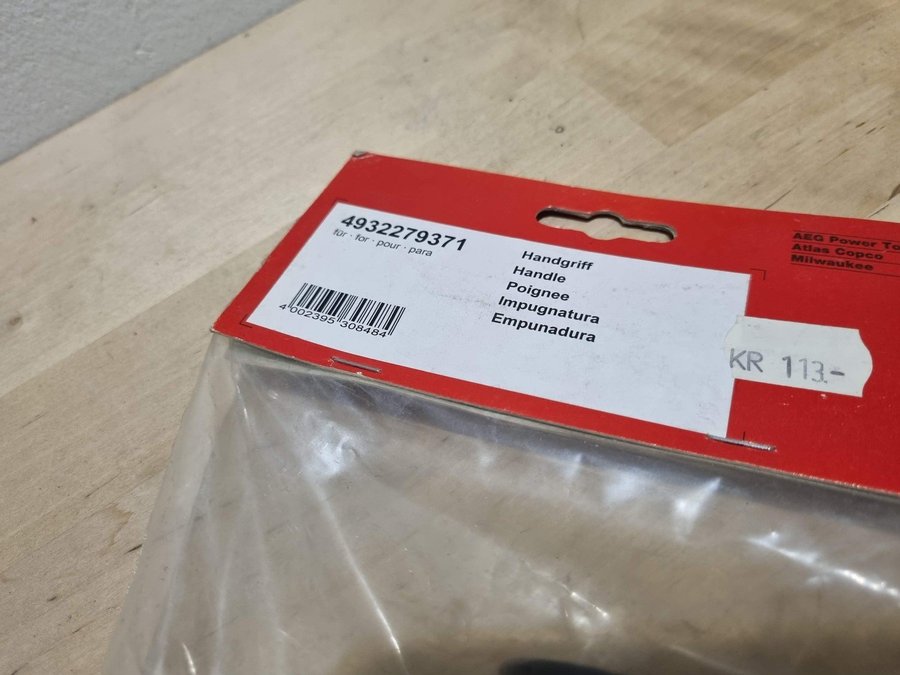 4932279371
für · for · pour · para
4 002395 308484
Handgriff
Handle
Poignee
Impugnatura
Empunadura
AEG Power
Atlas Copco
Milwaukee
KR 113.-